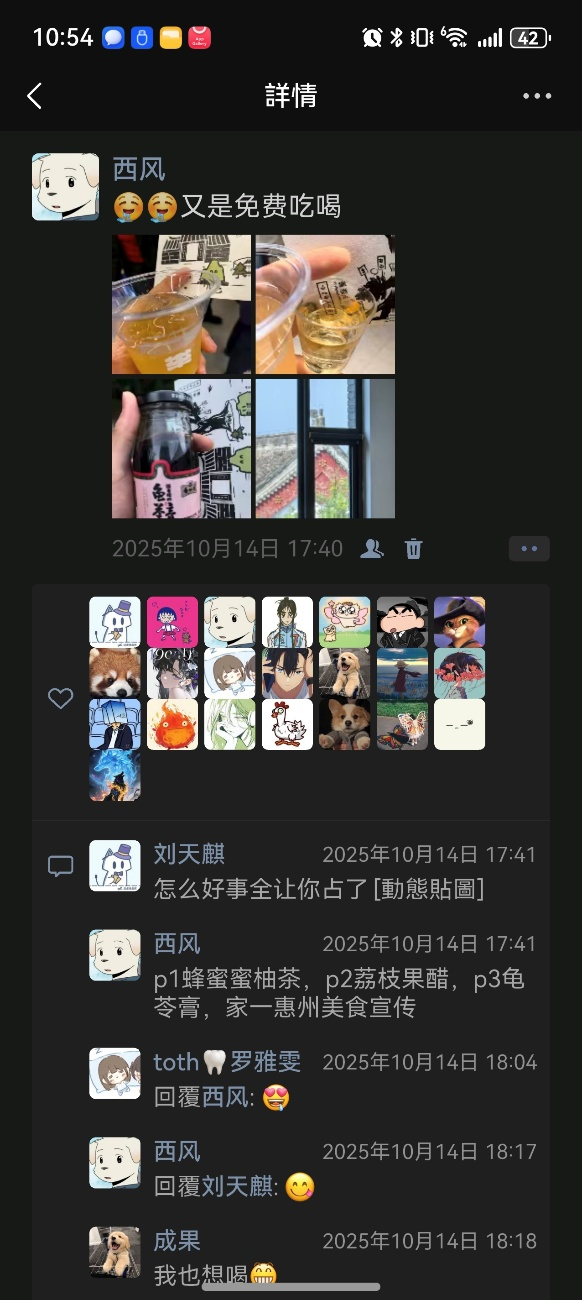 10:54
42
詳情
西风
🤤🤤又是免费吃喝
2025年10月14日 17:40
刘天麒 2025年10月14日 17:41
怎么好事全让你占了 [動態貼圖]
西风 2025年10月14日 17:41
p1蜂蜜蜜柚茶，p2荔枝果醋，p3龟
苓膏，家一惠州美食宣传
toth🦷罗雅雯 2025年10月14日 18:04
回覆西风: 🤩
西风 2025年10月14日 18:17
回覆刘天麒: 😋
成果 2025年10月14日 18:18
我也想喝😁